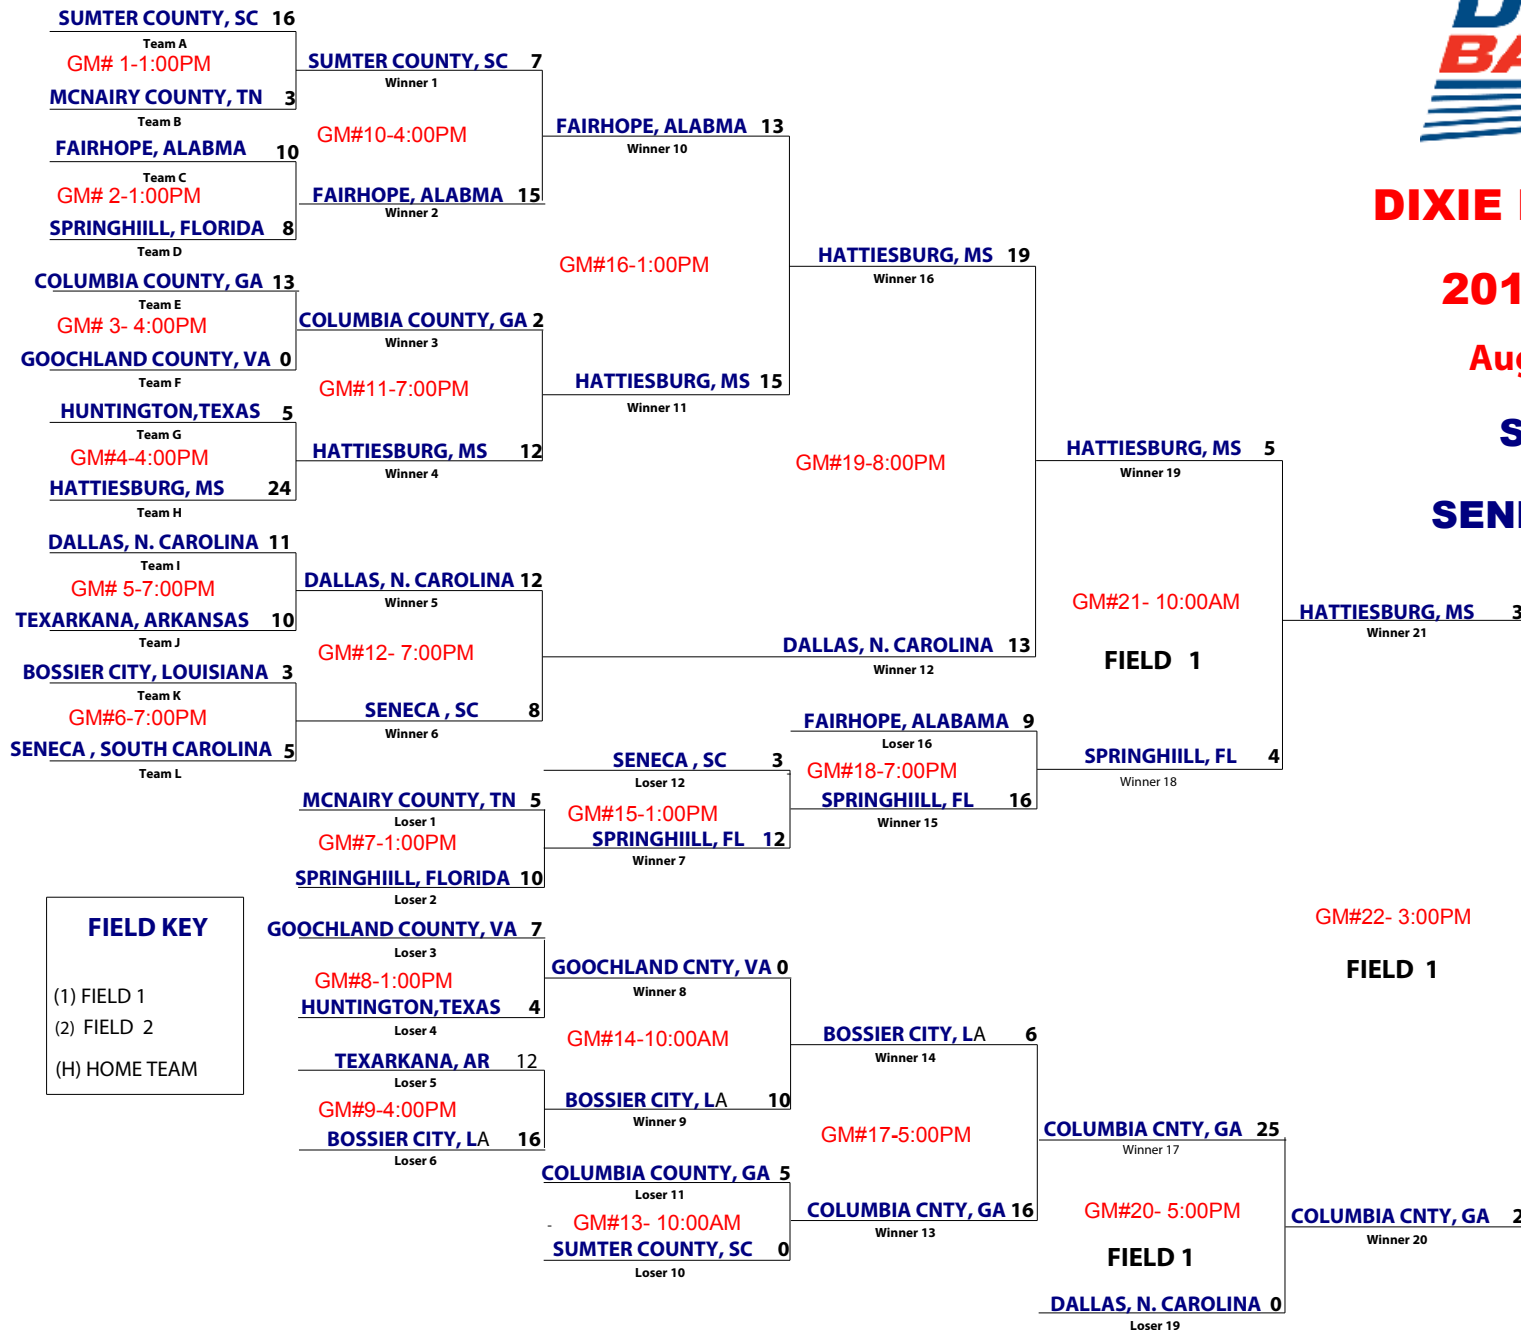 SUMTER COUNTY, SC 16
Team A
GM# 1-1:00PM
MCNAIRY COUNTY, TN 3
Team B
FAIRHOPE, ALABMA 10
Team C
GM# 2-1:00PM
SPRINGHIILL, FLORIDA 8
Team D
COLUMBIA COUNTY, GA 13
Team E
GM# 3- 4:00PM
GOOCHLAND COUNTY, VA 0
Team F
HUNTINGTON,TEXAS 5
Team G
GM#4-4:00PM
HATTIESBURG, MS 24
Team H
DALLAS, N. CAROLINA 11
Team I
GM# 5-7:00PM
TEXARKANA, ARKANSAS 10
Team J
BOSSIER CITY, LOUISIANA 3
Team K
GM#6-7:00PM
SENECA , SOUTH CAROLINA 5
Team L
SUMTER COUNTY, SC 7
Winner 1
GM#10-4:00PM
FAIRHOPE, ALABMA 15
Winner 2
COLUMBIA COUNTY, GA 2
Winner 3
GM#11-7:00PM
HATTIESBURG, MS 12
Winner 4
DALLAS, N. CAROLINA 12
Winner 5
GM#12- 7:00PM
SENECA , SC 8
Winner 6
MCNAIRY COUNTY, TN 5
Loser 1
GM#7-1:00PM
SPRINGHIILL, FLORIDA 10
Loser 2
GOOCHLAND COUNTY, VA 7
Loser 3
GM#8-1:00PM
HUNTINGTON,TEXAS 4
Loser 4
TEXARKANA, AR 12
Loser 5
GM#9-4:00PM
BOSSIER CITY, LA 16
Loser 6
FAIRHOPE, ALABMA 13
Winner 10
GM#16-1:00PM
HATTIESBURG, MS 15
Winner 11
SENECA , SC 3
Loser 12
GM#15-1:00PM
SPRINGHIILL, FL 12
Winner 7
GOOCHLAND CNTY, VA 0
Winner 8
GM#14-10:00AM
BOSSIER CITY, LA 10
Winner 9
COLUMBIA COUNTY, GA 5
Loser 11
- GM#13- 10:00AM
SUMTER COUNTY, SC 0
Loser 10
HATTIESBURG, MS 19
Winner 16
GM#19-8:00PM
DALLAS, N. CAROLINA 13
Winner 12
FAIRHOPE, ALABAMA 9
Loser 16
GM#18-7:00PM
SPRINGHIILL, FL 16
Winner 15
BOSSIER CITY, LA 6
Winner 14
GM#17-5:00PM
COLUMBIA CNTY, GA 16
Winner 13
HATTIESBURG, MS 5
Winner 19
GM#21- 10:00AM
FIELD 1
SPRINGHIILL, FL 4
Winner 18
COLUMBIA CNTY, GA 25
Winner 17
GM#20- 5:00PM
FIELD 1
DALLAS, N. CAROLINA 0
Loser 19
HATTIESBURG, MS 3
Winner 21
GM#22- 3:00PM
FIELD 1
COLUMBIA CNTY, GA 2
Winner 20
BA
DIXIE
201
Aug
S
SEN
FIELD KEY
(1) FIELD 1
(2) FIELD 2
(H) HOME TEAM